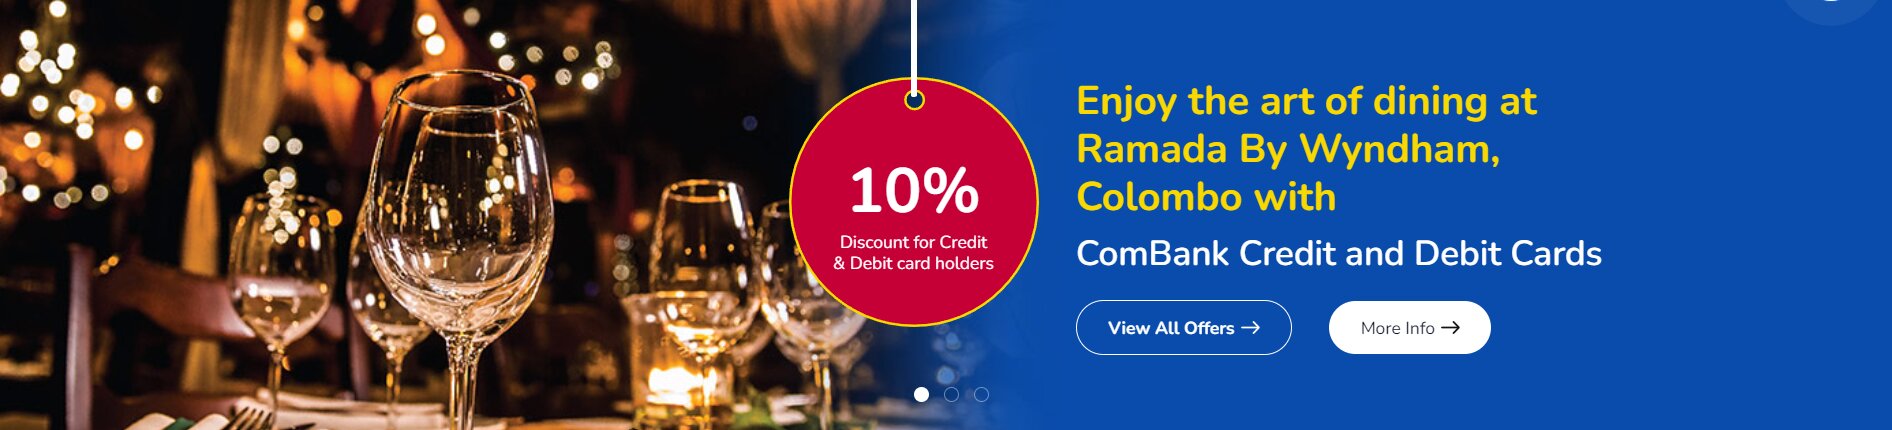 10%
Discount for Credit
& Debit card holders
Enjoy the art of dining at
Ramada By Wyndham,
Colombo with
ComBank Credit and Debit Cards
View All Offers →
More Info →